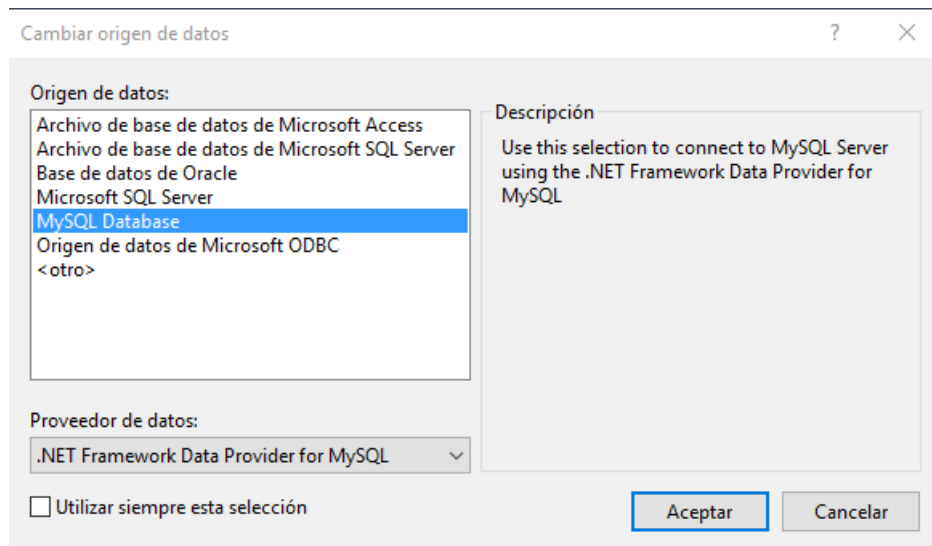 Cambiar origen de datos
?
Origen de datos:
Archivo de base de datos de Microsoft Access
Archivo de base de datos de Microsoft SQL Server
Base de datos de Oracle
Microsoft SQL Server
MySQL Database
Origen de datos de Microsoft ODBC
<otro>
Descripción
Use this selection to connect to MySQL Server
using the .NET Framework Data Provider for
MySQL
Proveedor de datos:
.NET Framework Data Provider for MySQL
Utilizar siempre esta selección
Aceptar
Cancelar